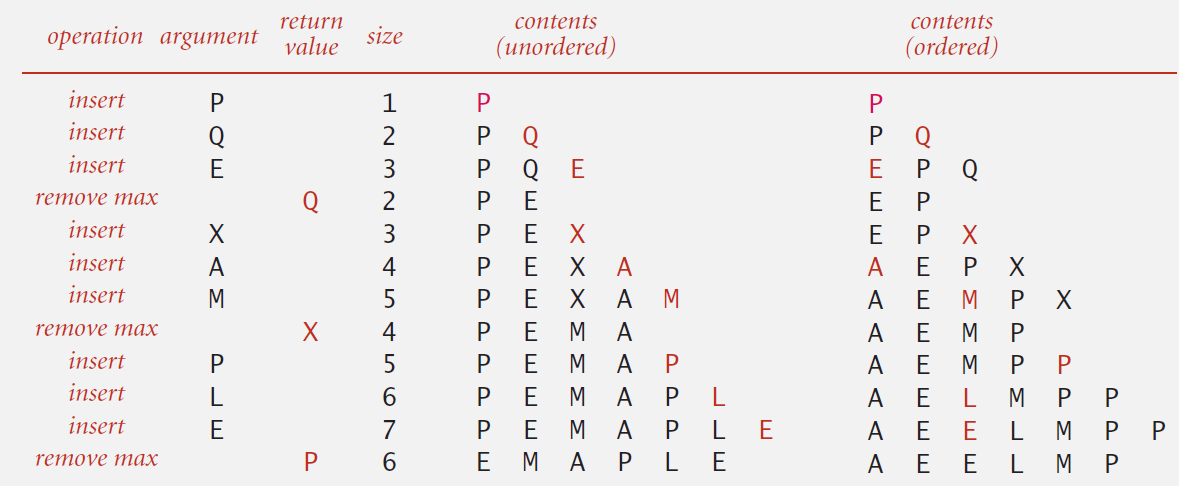 operation argument return value size contents (unordered) contents (ordered)
insert P 1 P P
insert Q 2 P Q P Q
insert E 3 P Q E E P Q
remove max Q 2 P E E P
insert X 3 P E X E P X
insert A 4 P E X A A E P X
insert M 5 P E X A M A E M P X
remove max X 4 P E M A A E M P
insert P 5 P E M A P A E M P P
insert L 6 P E M A P L A E L M P P
insert E 7 P E M A P L E A E E L M P P
remove max P 6 E M A P L E A E E L M P